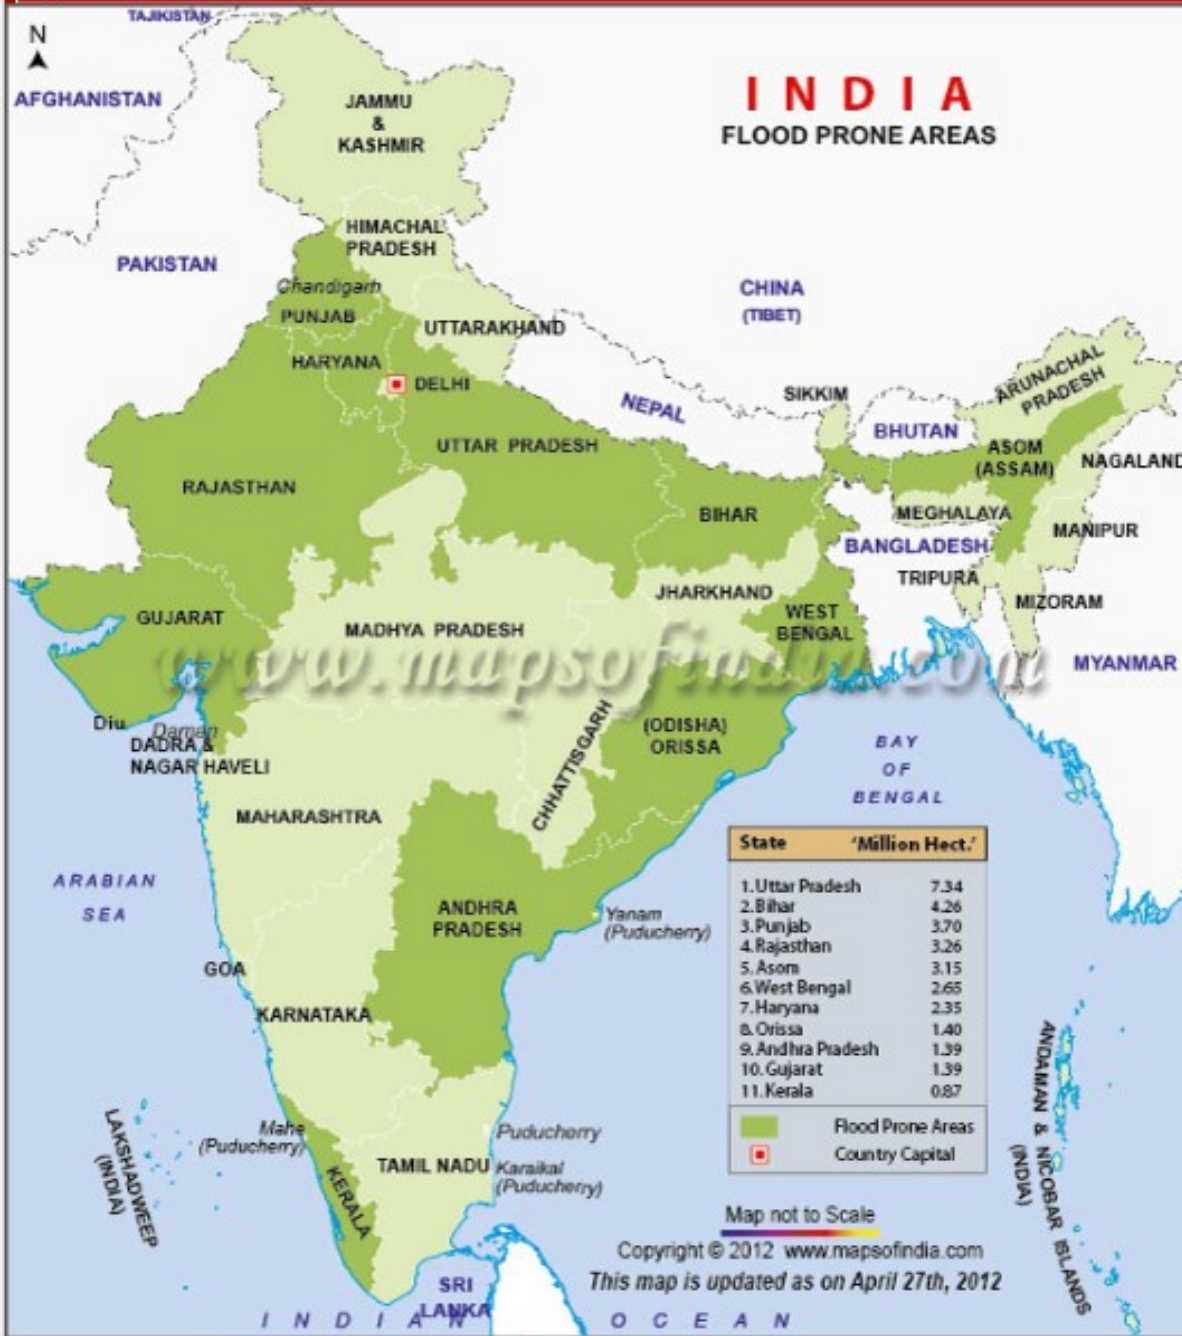 TAJIKISTAN
N
AFGHANISTAN
INDIA
FLOOD PRONE AREAS
JAMMU
&
KASHMIR
HIMACHAL
PRADESH
PAKISTAN
Chandigarh
PUNJAB
UTTARAKHAND
CHINA
(TIBET)
HARYANA
DELHI
NEPAL
SIKKIM
BHUTAN
ARUNACHAL
PRADESH
UTTAR PRADESH
ASOM
(ASSAM)
NAGALAND
RAJASTHAN
BIHAR
MEGHALAYA
MANIPUR
BANGLADESH
TRIPURA
MIZORAM
JHARKHAND
WEST
BENGAL
GUJARAT
MADHYA PRADESH
www.mapsofindia.com
MYANMAR
Diu
Daman
DADRA &
NAGAR HAVELI
(ODISHA)
ORISSA
CHHATTISGARH
BAY
OF
BENGAL
MAHARASHTRA
ARABIAN
SEA
ANDHRA
PRADESH
Yanam
(Puducherry)
GOA
KARNATAKA
State 'Million Hect.'
1.Uttar Pradesh 7.34
2.Bihar 4.26
3.Punjab 3.70
4.Rajasthan 3.26
5.Asom 3.15
6.West Bengal 2.65
7.Haryana 2.35
8.Orissa 1.40
9.Andhra Pradesh 1.39
10.Gujarat 1.39
11.Kerala 0.87
Flood Prone Areas
Country Capital
ANDAMAN & NICOBAR ISLANDS
(INDIA)
LAKSHADWEEP
(INDIA)
Mahe
(Puducherry)
KERALA
TAMIL NADU
Puducherry
Karaikal
(Puducherry)
Map not to Scale
Copyright © 2012 www.mapsofindia.com
This map is updated as on April 27th, 2012
SRI
LANKA
INDIAN OCEAN